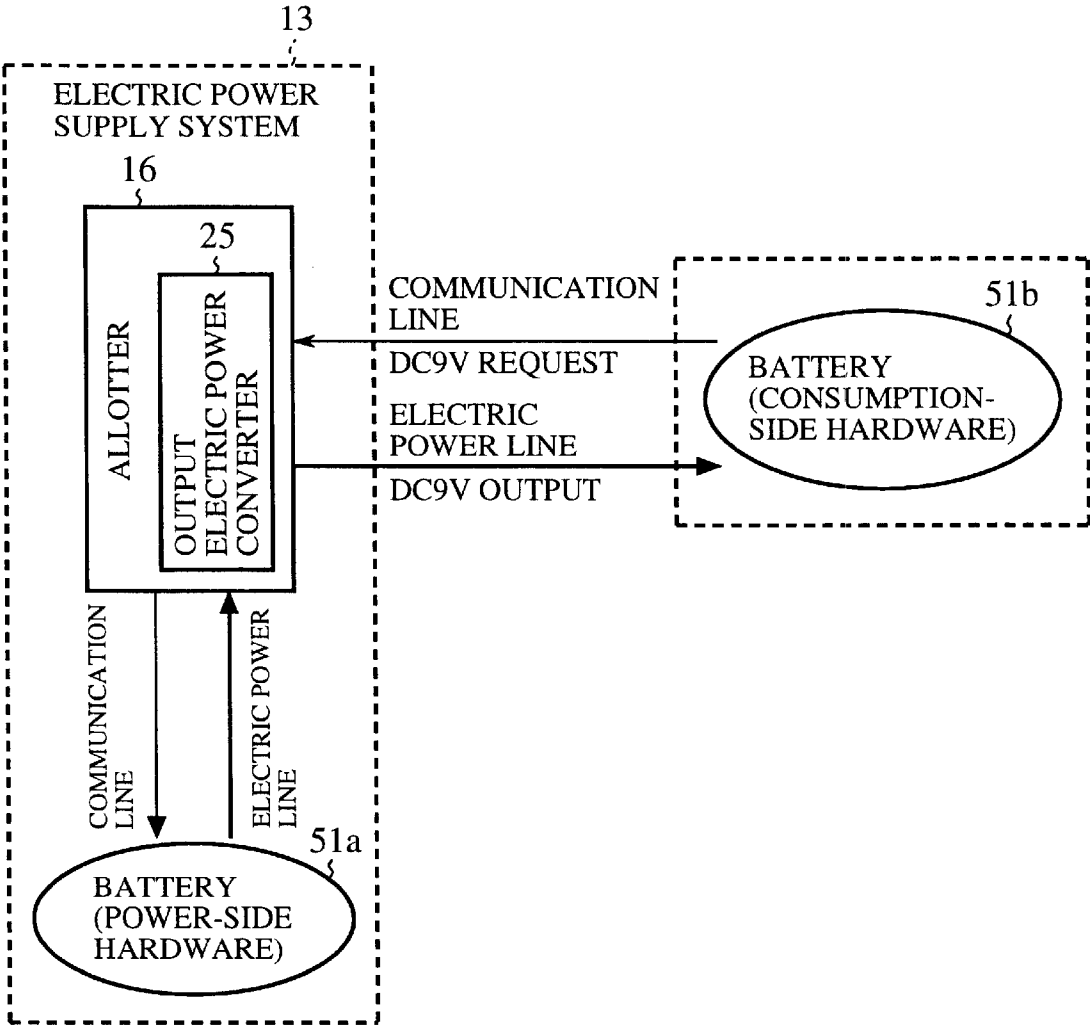 13
ELECTRIC POWER
SUPPLY SYSTEM
16
25
ALLOTTER
OUTPUT
ELECTRIC POWER
CONVERTER
COMMUNICATION
LINE
DC9V REQUEST
ELECTRIC
POWER LINE
DC9V OUTPUT
51b
BATTERY
(CONSUMPTION-
SIDE HARDWARE)
COMMUNICATION
LINE
ELECTRIC POWER
LINE
51a
BATTERY
(POWER-SIDE
HARDWARE)